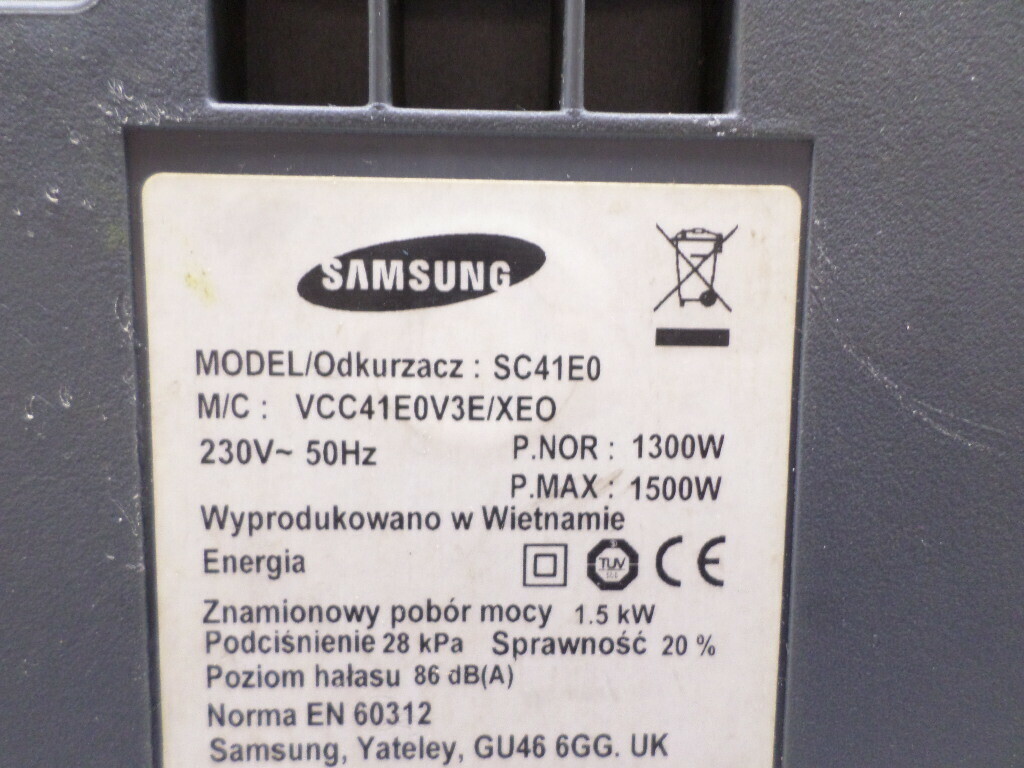 SAMSUNG
MODEL/Odkurzacz : SC41E0
M/C : VCC41E0V3E/XEO
230V~ 50Hz P.NOR : 1300W
P.MAX : 1500W
Wyprodukowano w Wietnamie
Energia TUV CE
Znamionowy pobór mocy 1.5 kW
Podciśnienie 28 kPa Sprawność 20 %
Poziom hałasu 86 dB(A)
Norma EN 60312
Samsung, Yateley, GU46 6GG. UK